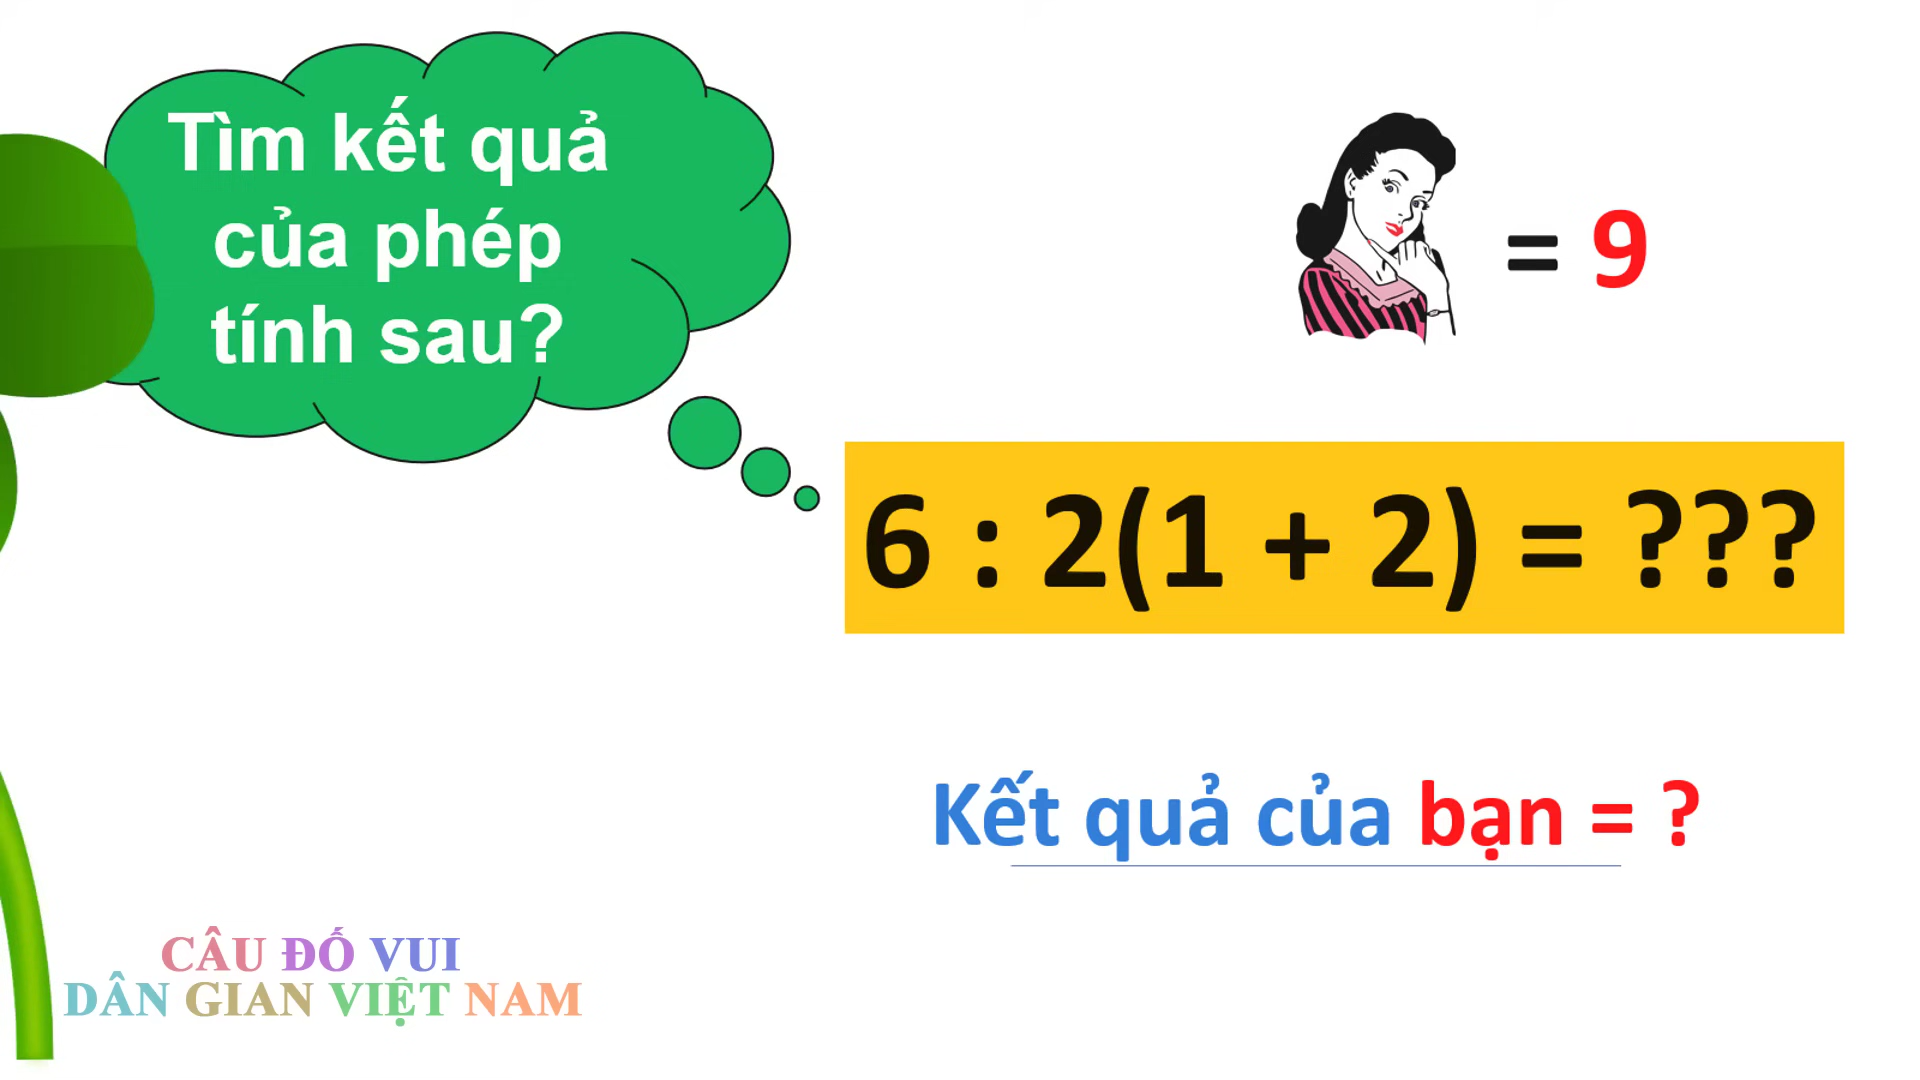 Tìm kết quả
của phép
tính sau?
= 9
6 : 2(1 + 2) = ???
Kết quả của bạn = ?
CÂU ĐỐ VUI
DÂN GIAN VIỆT NAM